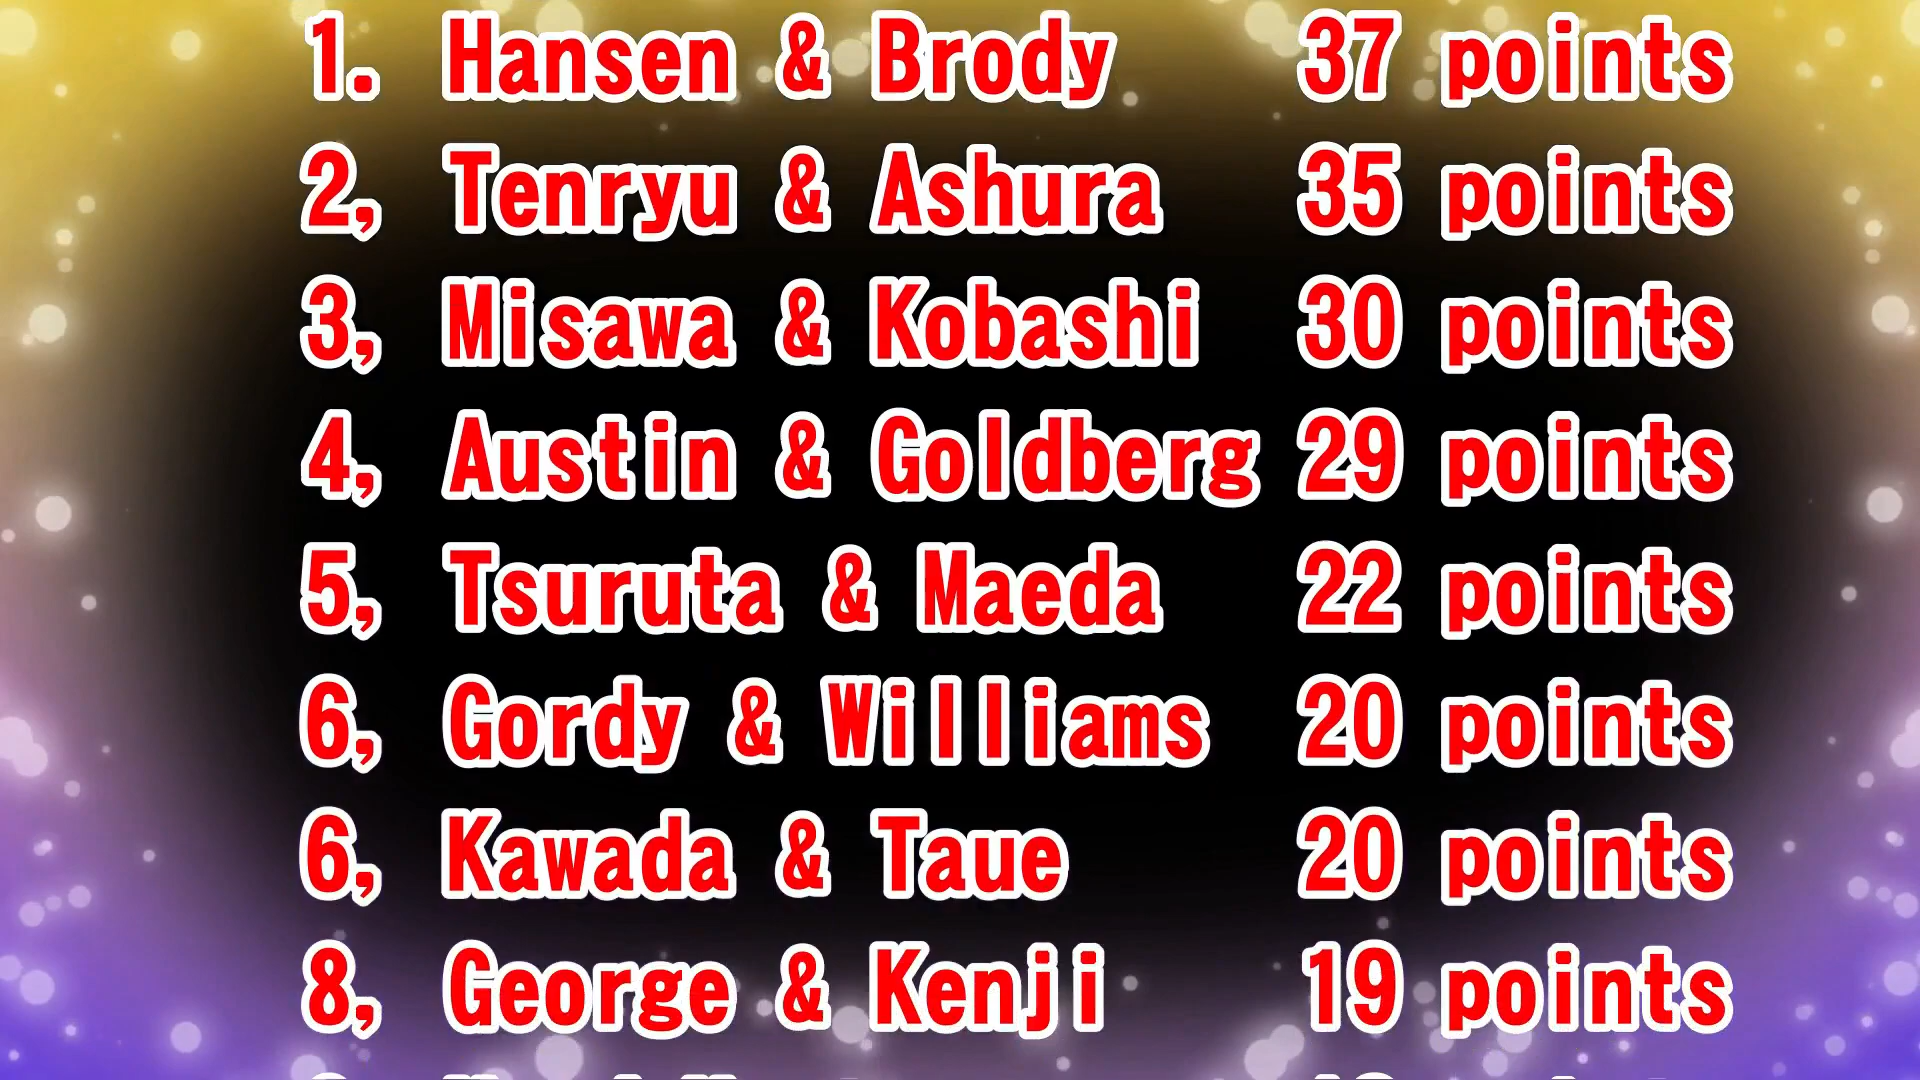 1. Hansen & Brody 37 points
2, Tenryu & Ashura 35 points
3, Misawa & Kobashi 30 points
4, Austin & Goldberg 29 points
5, Tsuruta & Maeda 22 points
6, Gordy & Williams 20 points
6, Kawada & Taue 20 points
8, George & Kenji 19 points